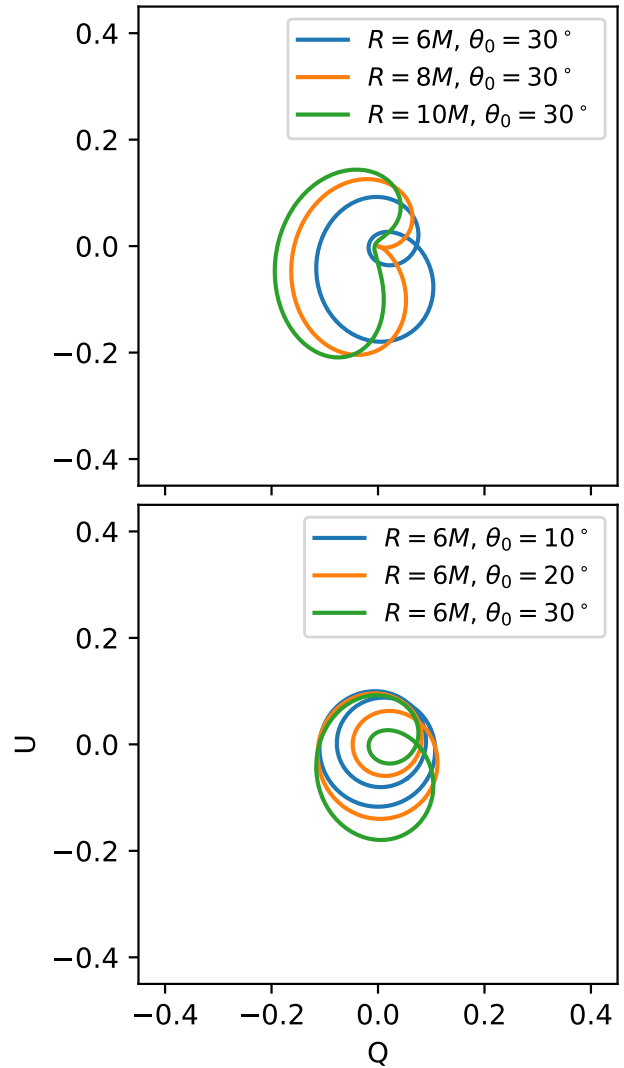 0.4
0.2
0.0
−0.2
−0.4
R = 6M, θ₀ = 30°
R = 8M, θ₀ = 30°
R = 10M, θ₀ = 30°
0.4
0.2
0.0
−0.2
−0.4
U
R = 6M, θ₀ = 10°
R = 6M, θ₀ = 20°
R = 6M, θ₀ = 30°
−0.4 −0.2 0.0 0.2 0.4
Q